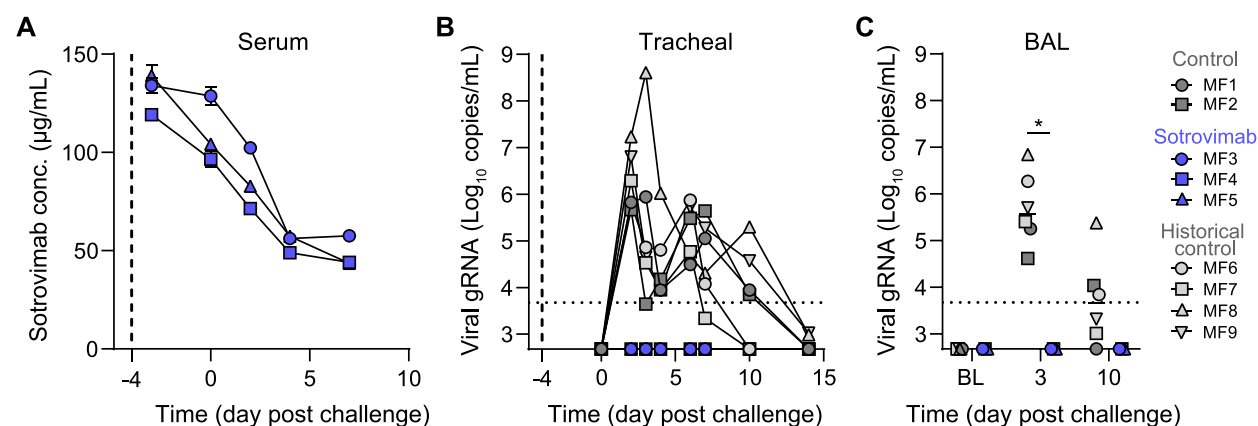 A
Serum
Sotrovimab conc. (µg/mL)
150
100
50
0
-4
0
5
10
Time (day post challenge)
B
Tracheal
Viral gRNA (Log10 copies/mL)
9
8
7
6
5
4
3
-4
0
5
10
15
Time (day post challenge)
C
BAL
Viral gRNA (Log10 copies/mL)
9
8
7
6
5
4
3
*
BL
3
10
Time (day post challenge)
Control
MF1
MF2
Sotrovimab
MF3
MF4
MF5
Historical
control
MF6
MF7
MF8
MF9